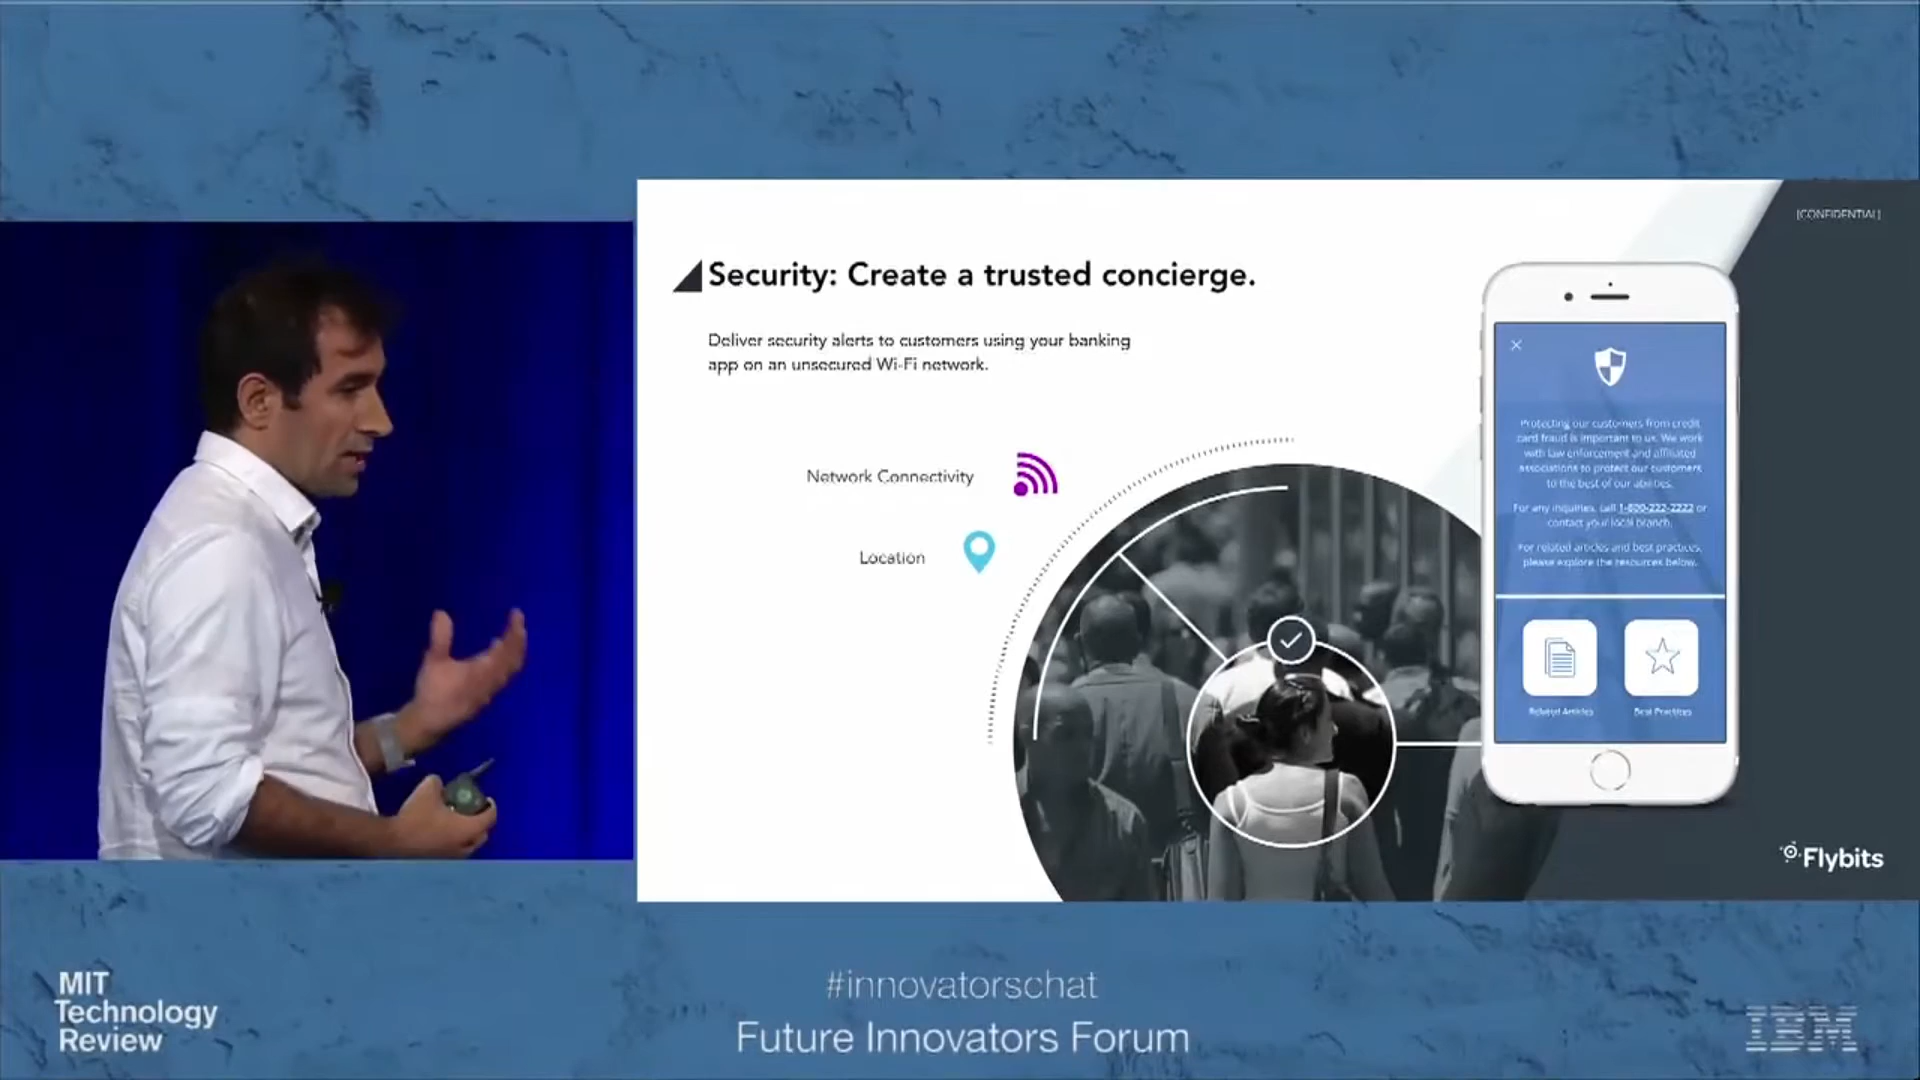 [CONFIDENTIAL]
Security: Create a trusted concierge.
Deliver security alerts to customers using your banking
app on an unsecured Wi-Fi network.
Network Connectivity
Location
Protecting our customers from credit
card fraud is important to us. We work
with law enforcement and affiliated
associations to protect our customers
to the best of our abilities.
For any inquiries, call 1-800-222-2222 or
contact your local branch.
For related articles and best practices,
please explore the resources below.
Related Articles
Best Practices
Flybits
MIT
Technology
Review
#innovatorschat
Future Innovators Forum
IBM